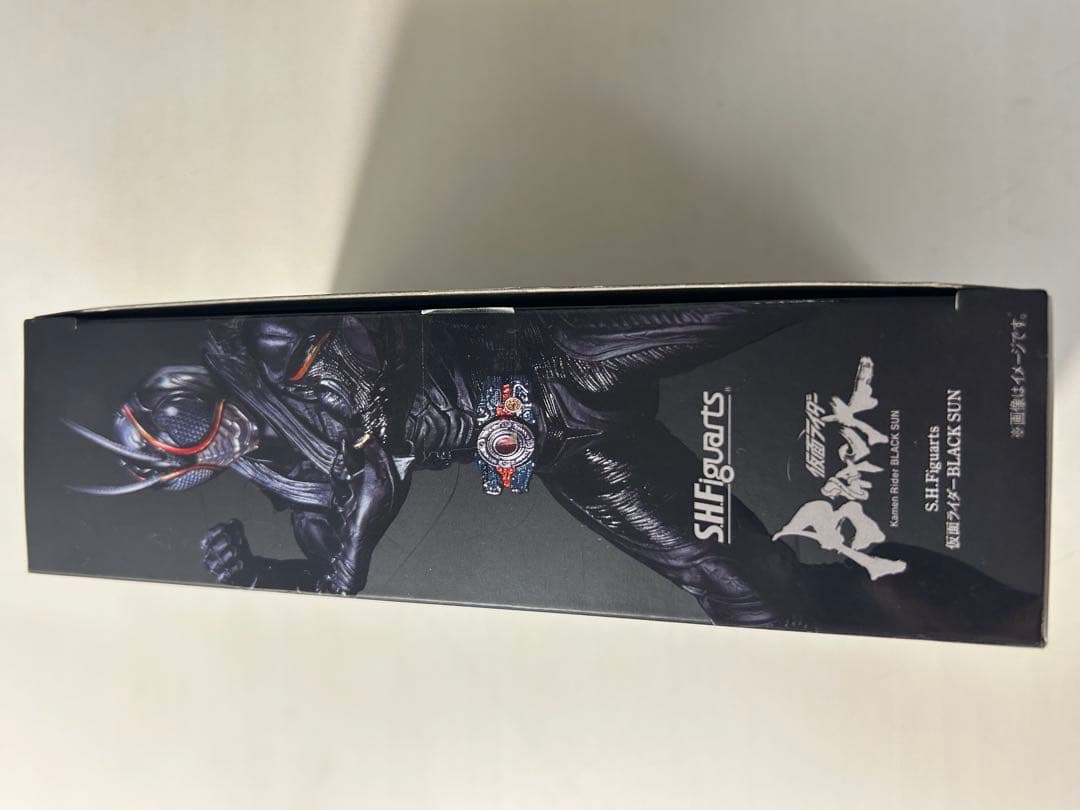 S.H.Figuarts®
仮面ライダー
BLACK
Kamen Rider BLACK SUN
S.H.Figuarts
仮面ライダーBLACK SUN
※画像はイメージです。